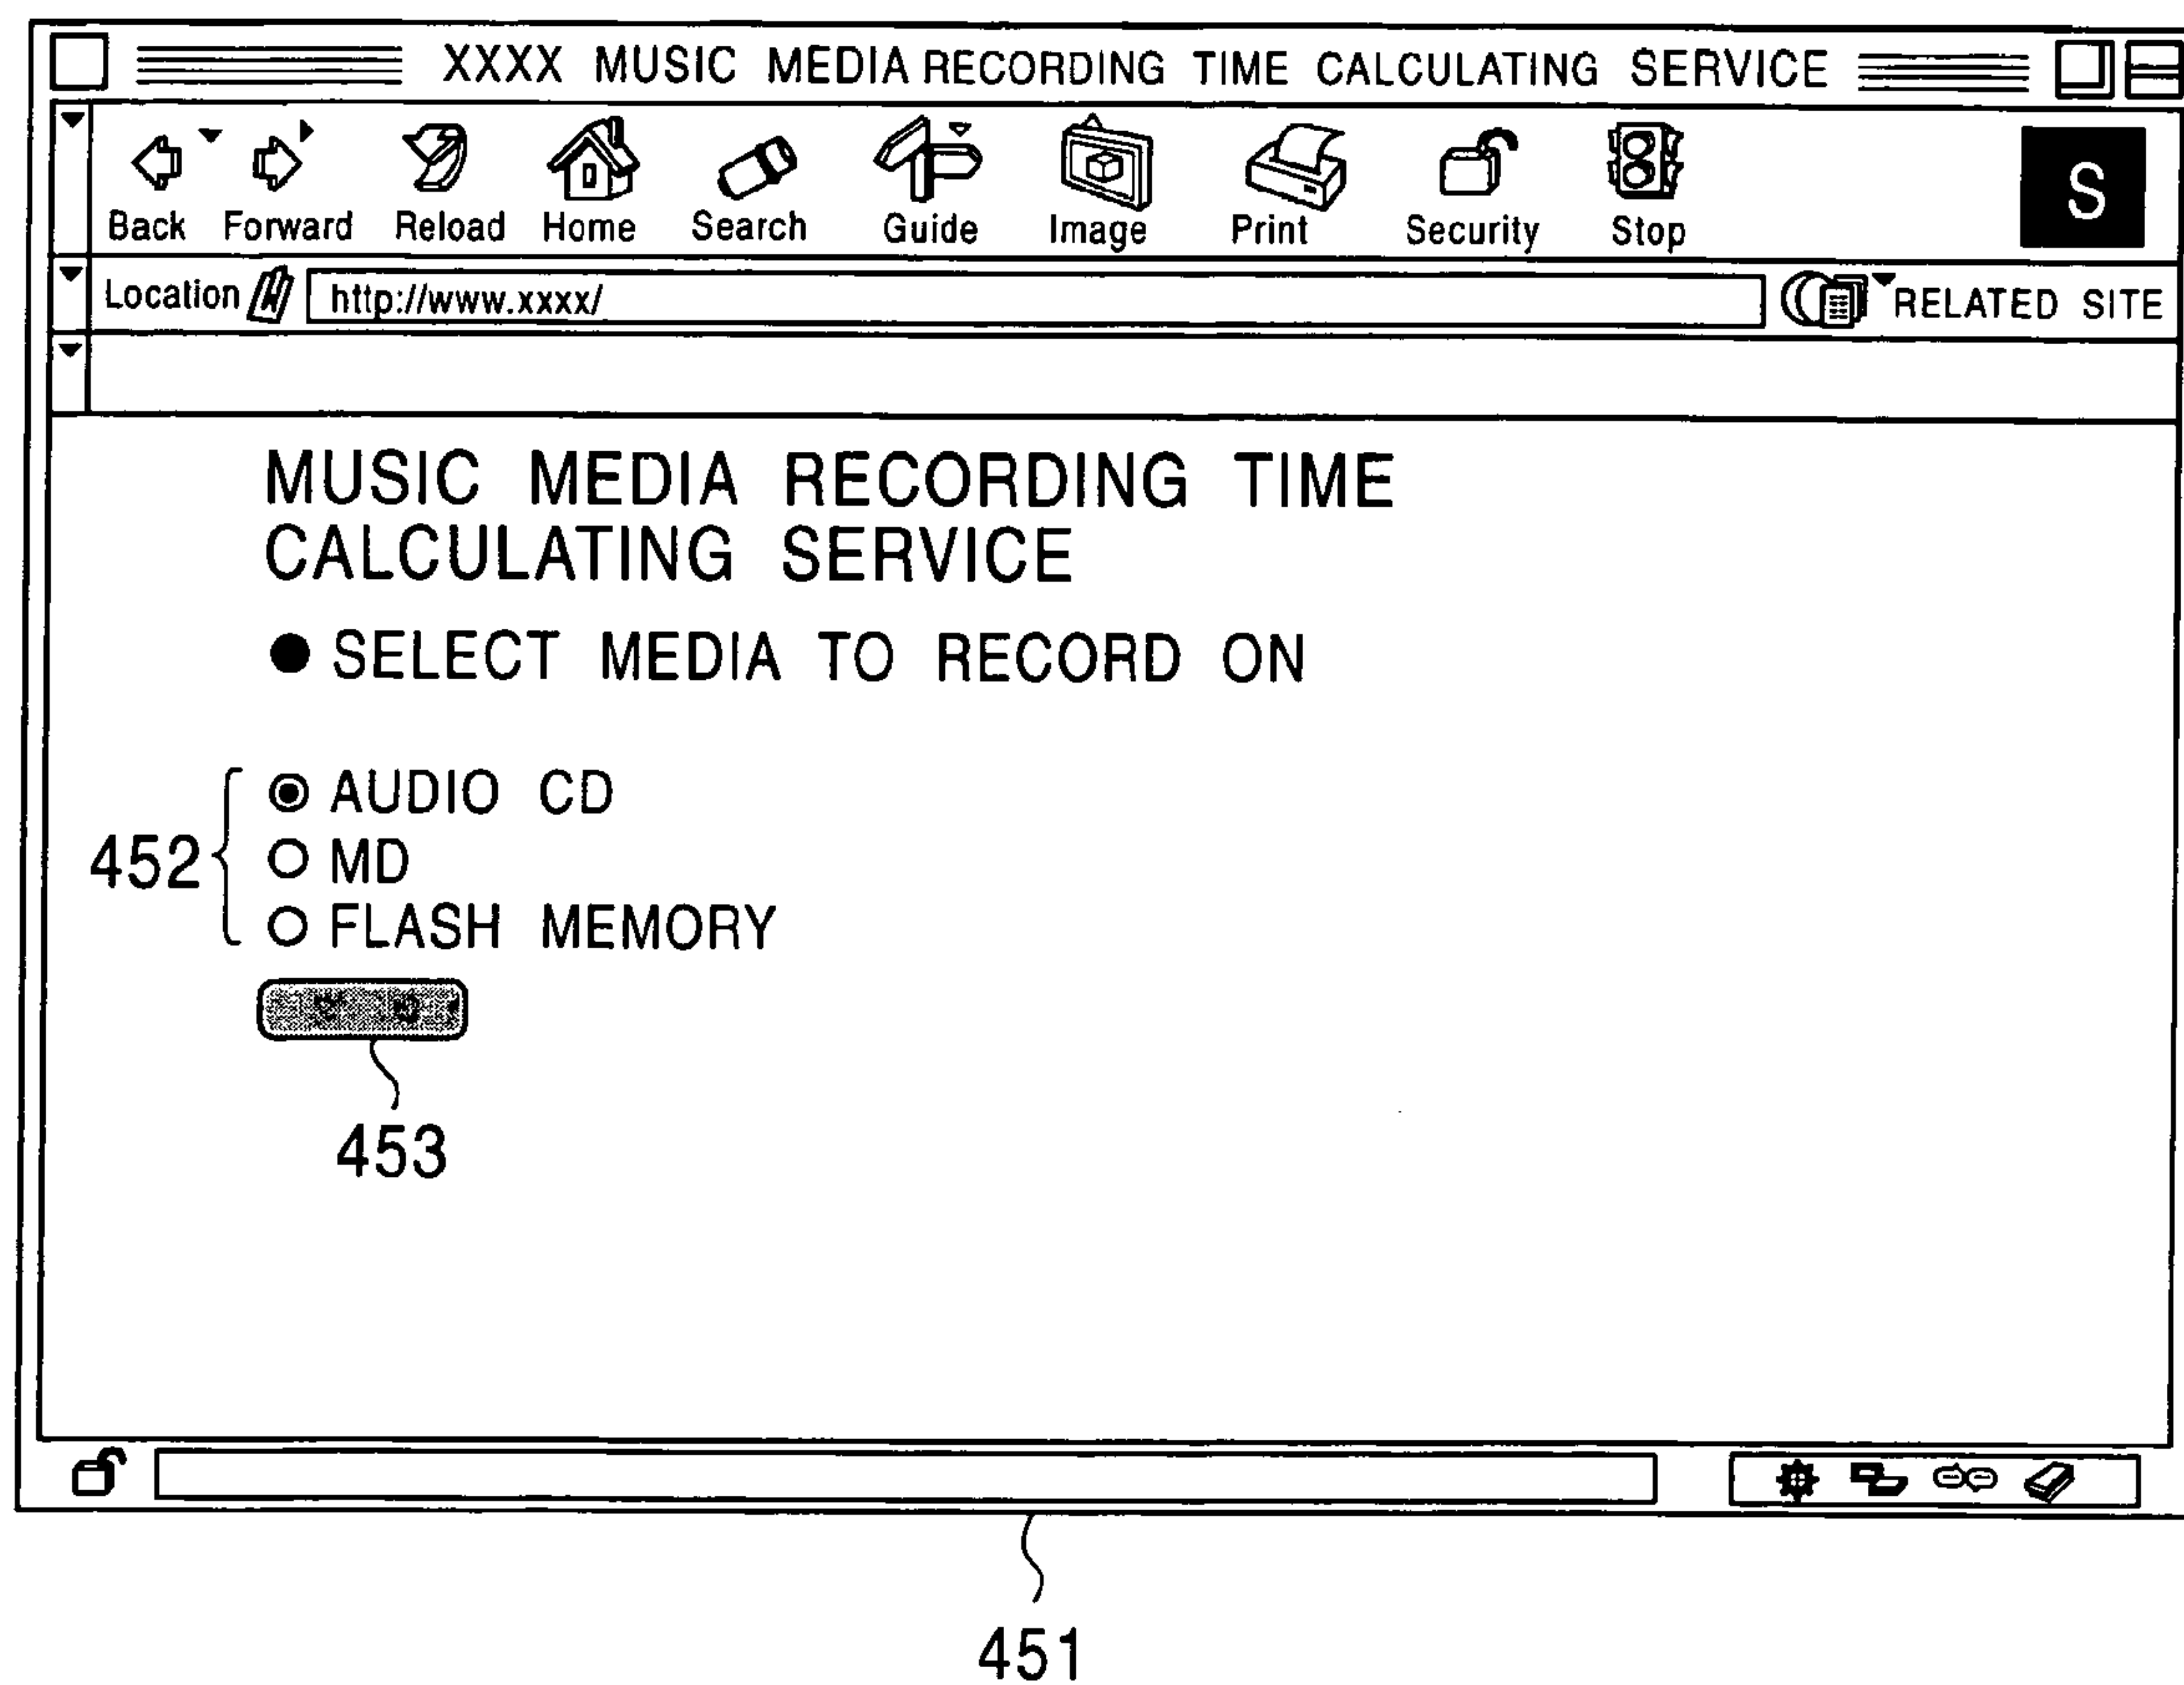 XXXX MUSIC MEDIA RECORDING TIME CALCULATING SERVICE
Back Forward Reload Home Search Guide Image Print Security Stop
S
Location http://www.xxxx/ RELATED SITE
MUSIC MEDIA RECORDING TIME
CALCULATING SERVICE
● SELECT MEDIA TO RECORD ON
AUDIO CD
452
MD
FLASH MEMORY
453
451